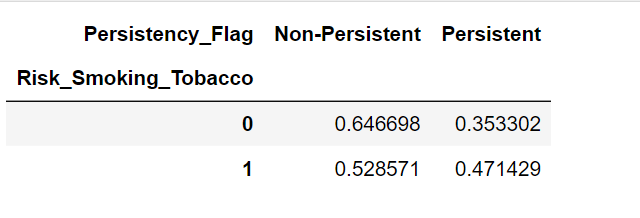 Persistency_Flag Non-Persistent Persistent
Risk_Smoking_Tobacco
0 0.646698 0.353302
1 0.528571 0.471429